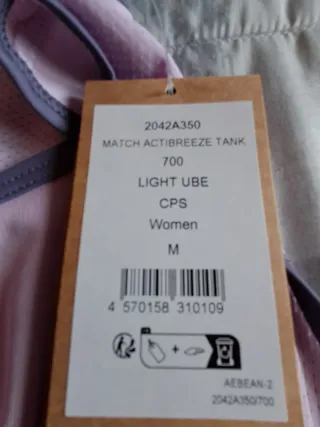 2042A350
MATCH ACTIBREEZE TANK
700
LIGHT UBE
CPS
Women
M
4 570158 310109
+
AEBEAN-2
2042A350/700